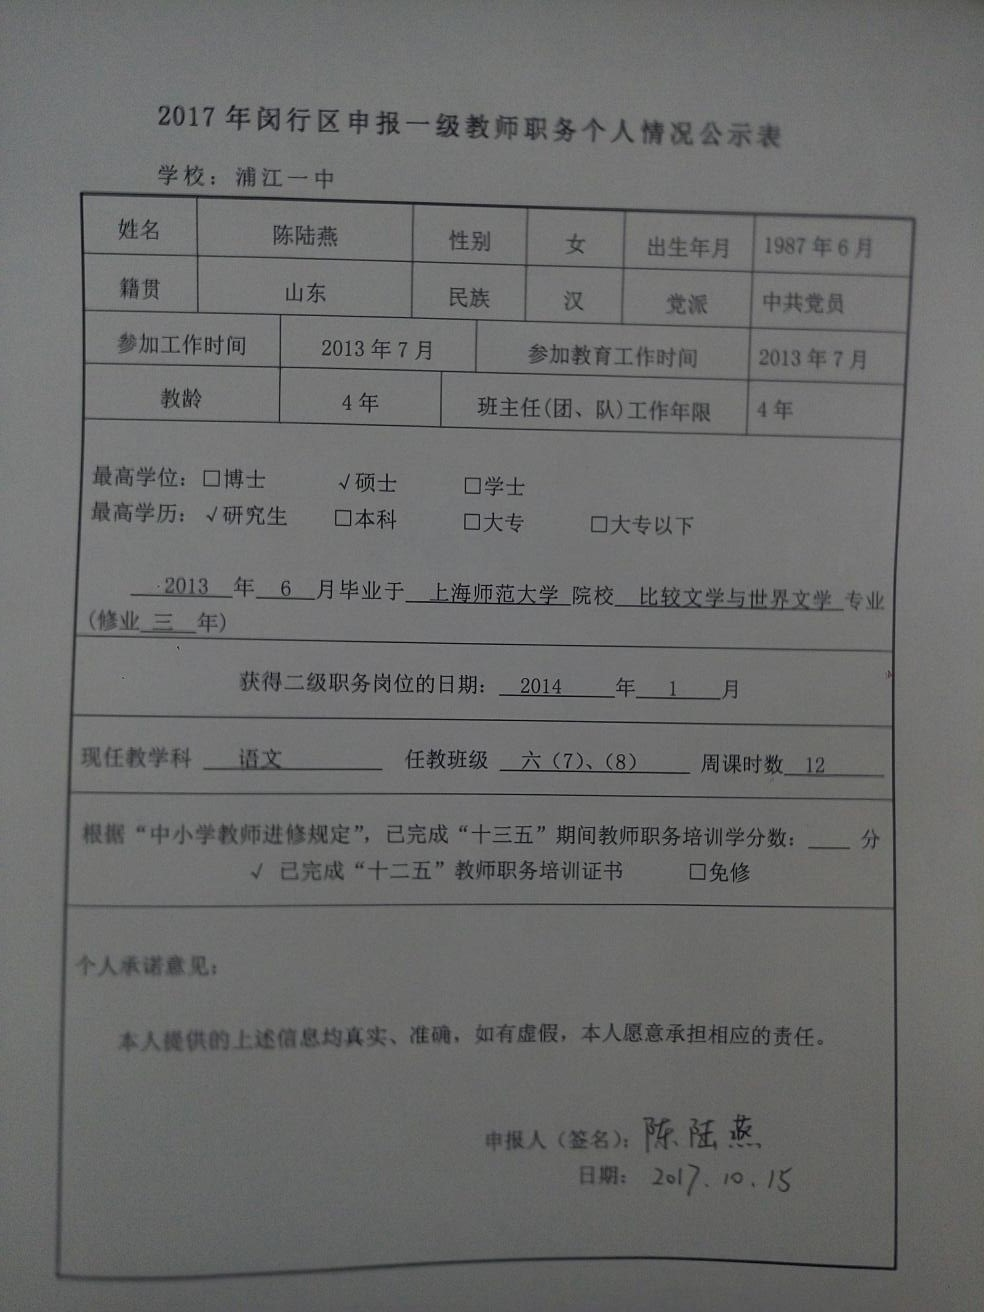 2017年闵行区申报一级教师职务个人情况公示表
学校：浦江一中
姓名 陈陆燕 性别 女 出生年月 1987年6月
籍贯 山东 民族 汉 党派 中共党员
参加工作时间 2013年7月 参加教育工作时间 2013年7月
教龄 4年 班主任(团、队)工作年限 4年
最高学位：□博士 √硕士 □学士
最高学历：√研究生 □本科 □大专 □大专以下
2013 年 6 月毕业于 上海师范大学 院校 比较文学与世界文学 专业
(修业 三 年)
获得二级职务岗位的日期： 2014 年 1 月
现任教学科 语文 任教班级 六（7）、（8） 周课时数 12
根据“中小学教师进修规定”，已完成“十三五”期间教师职务培训学分数：____ 分
√ 已完成“十二五”教师职务培训证书 □免修
个人承诺意见：
本人提供的上述信息均真实、准确，如有虚假，本人愿意承担相应的责任。
申报人（签名）：陈陆燕
日期： 2017.10.15